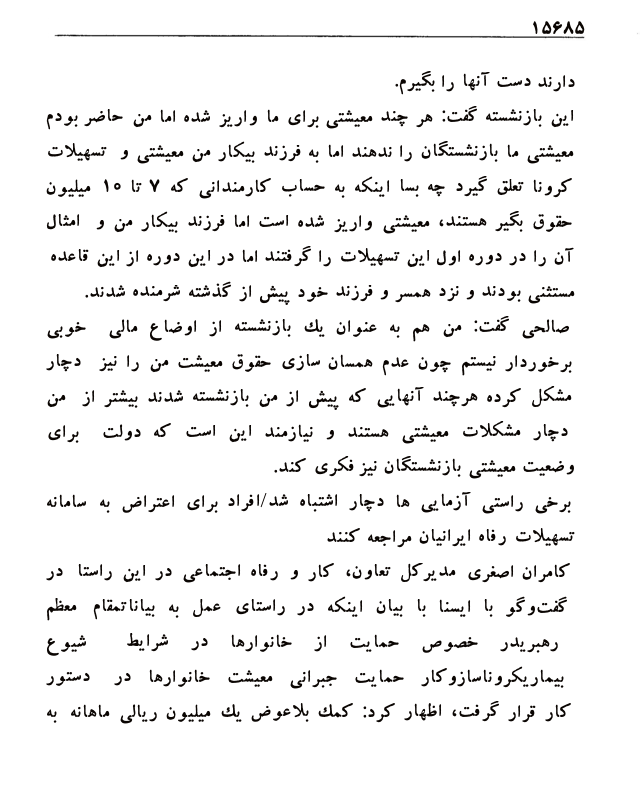 ۱۵۶۸۵
دارند دست آنها را بگیرم.
این بازنشسته گفت: هر چند معیشتی برای ما واریز شده اما من حاضر بودم
معیشتی ما بازنشستگان را ندهند اما به فرزند بیکار من معیشتی و تسهیلات
کرونا تعلق گیرد چه بسا اینکه به حساب کارمندانی که ۷ تا ۱۰ میلیون
حقوق بگیر هستند، معیشتی واریز شده است اما فرزند بیکار من و امثال
آن را در دوره اول این تسهیلات را گرفتند اما در این دوره از این قاعده
مستثنی بودند و نزد همسر و فرزند خود پیش از گذشته شرمنده شدند.
صالحی گفت: من هم به عنوان یك بازنشسته از اوضاع مالی خوبی
برخوردار نیستم چون عدم همسان سازی حقوق معیشت من را نیز دچار
مشکل کرده هرچند آنهایی که پیش از من بازنشسته شدند بیشتر از من
دچار مشکلات معیشتی هستند و نیازمند این است که دولت برای
وضعیت معیشتی بازنشستگان نیز فکری کند.
برخی راستی آزمایی ها دچار اشتباه شد/افراد برای اعتراض به سامانه
تسهیلات رفاه ایرانیان مراجعه کنند
کامران اصغری مدیرکل تعاون، کار و رفاه اجتماعی در این راستا در
گفت‌وگو با ایسنا با بیان اینکه در راستای عمل به بیاناتمقام معظم
رهبریدر خصوص حمایت از خانوارها در شرایط شیوع
بیماریکروناسازوکار حمایت جبرانی معیشت خانوارها در دستور
کار قرار گرفت، اظهار کرد: کمك بلاعوض یك میلیون ریالی ماهانه به